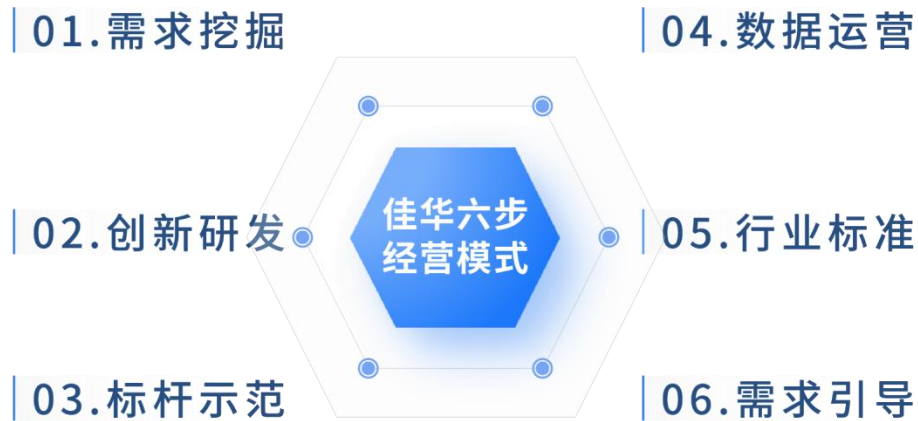 01.需求挖掘
02.创新研发
03.标杆示范
佳华六步
经营模式
04.数据运营
05.行业标准
06.需求引导